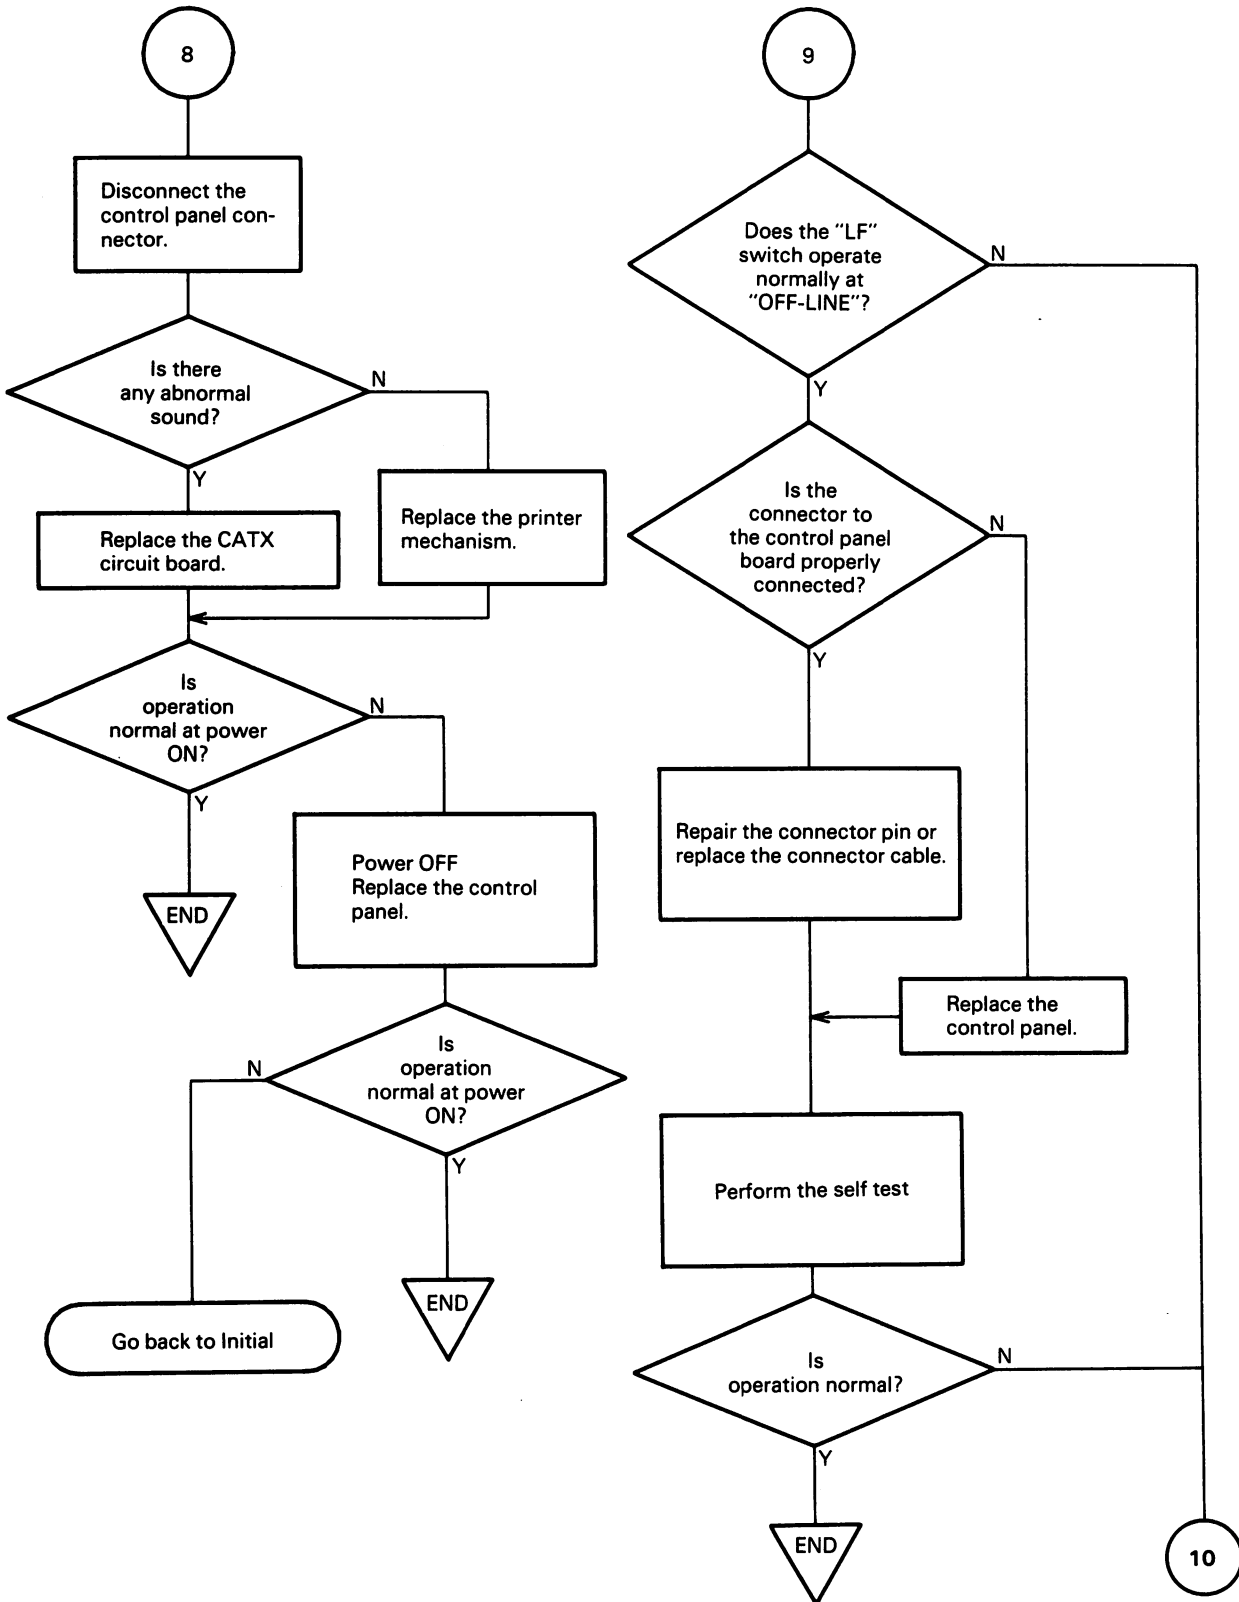 8
Disconnect the
control panel con-
nector.
Is there
any abnormal
sound?
N
Y
Replace the CATX
circuit board.
Replace the printer
mechanism.
Is
operation
normal at power
ON?
N
Y
END
Power OFF
Replace the control
panel.
Is
operation
normal at power
ON?
N
Y
Go back to Initial
END
9
Does the "LF"
switch operate
normally at
"OFF-LINE"?
N
Y
Is the
connector to
the control panel
board properly
connected?
N
Y
Repair the connector pin or
replace the connector cable.
Replace the
control panel.
Perform the self test
Is
operation normal?
N
Y
END
10